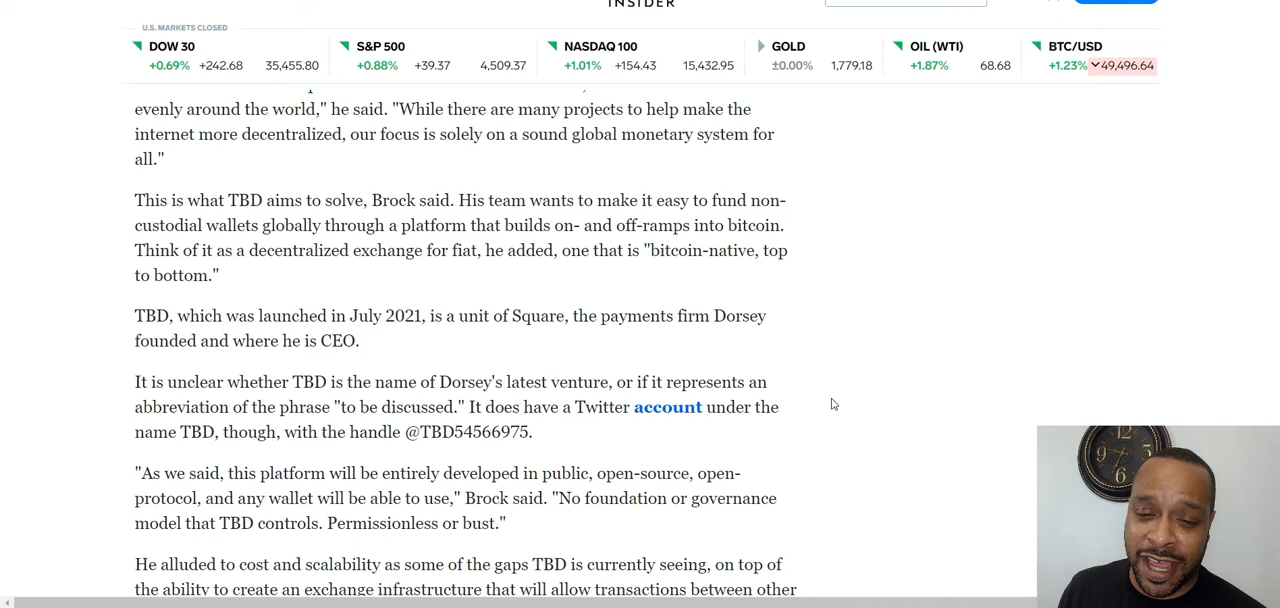 INSIDER
U.S. MARKETS CLOSED
DOW 30
+0.69% +242.68 35,455.80
S&P 500
+0.88% +39.37 4,509.37
NASDAQ 100
+1.01% +154.43 15,432.95
GOLD
±0.00% 1,779.18
OIL (WTI)
+1.87% 68.68
BTC/USD
+1.23% 49,496.64
evenly around the world," he said. "While there are many projects to help make the
internet more decentralized, our focus is solely on a sound global monetary system for
all."
This is what TBD aims to solve, Brock said. His team wants to make it easy to fund non-
custodial wallets globally through a platform that builds on- and off-ramps into bitcoin.
Think of it as a decentralized exchange for fiat, he added, one that is "bitcoin-native, top
to bottom."
TBD, which was launched in July 2021, is a unit of Square, the payments firm Dorsey
founded and where he is CEO.
It is unclear whether TBD is the name of Dorsey's latest venture, or if it represents an
abbreviation of the phrase "to be discussed." It does have a Twitter account under the
name TBD, though, with the handle @TBD54566975.
"As we said, this platform will be entirely developed in public, open-source, open-
protocol, and any wallet will be able to use," Brock said. "No foundation or governance
model that TBD controls. Permissionless or bust."
He alluded to cost and scalability as some of the gaps TBD is currently seeing, on top of
the ability to create an exchange infrastructure that will allow transactions between other
12
9
3
6